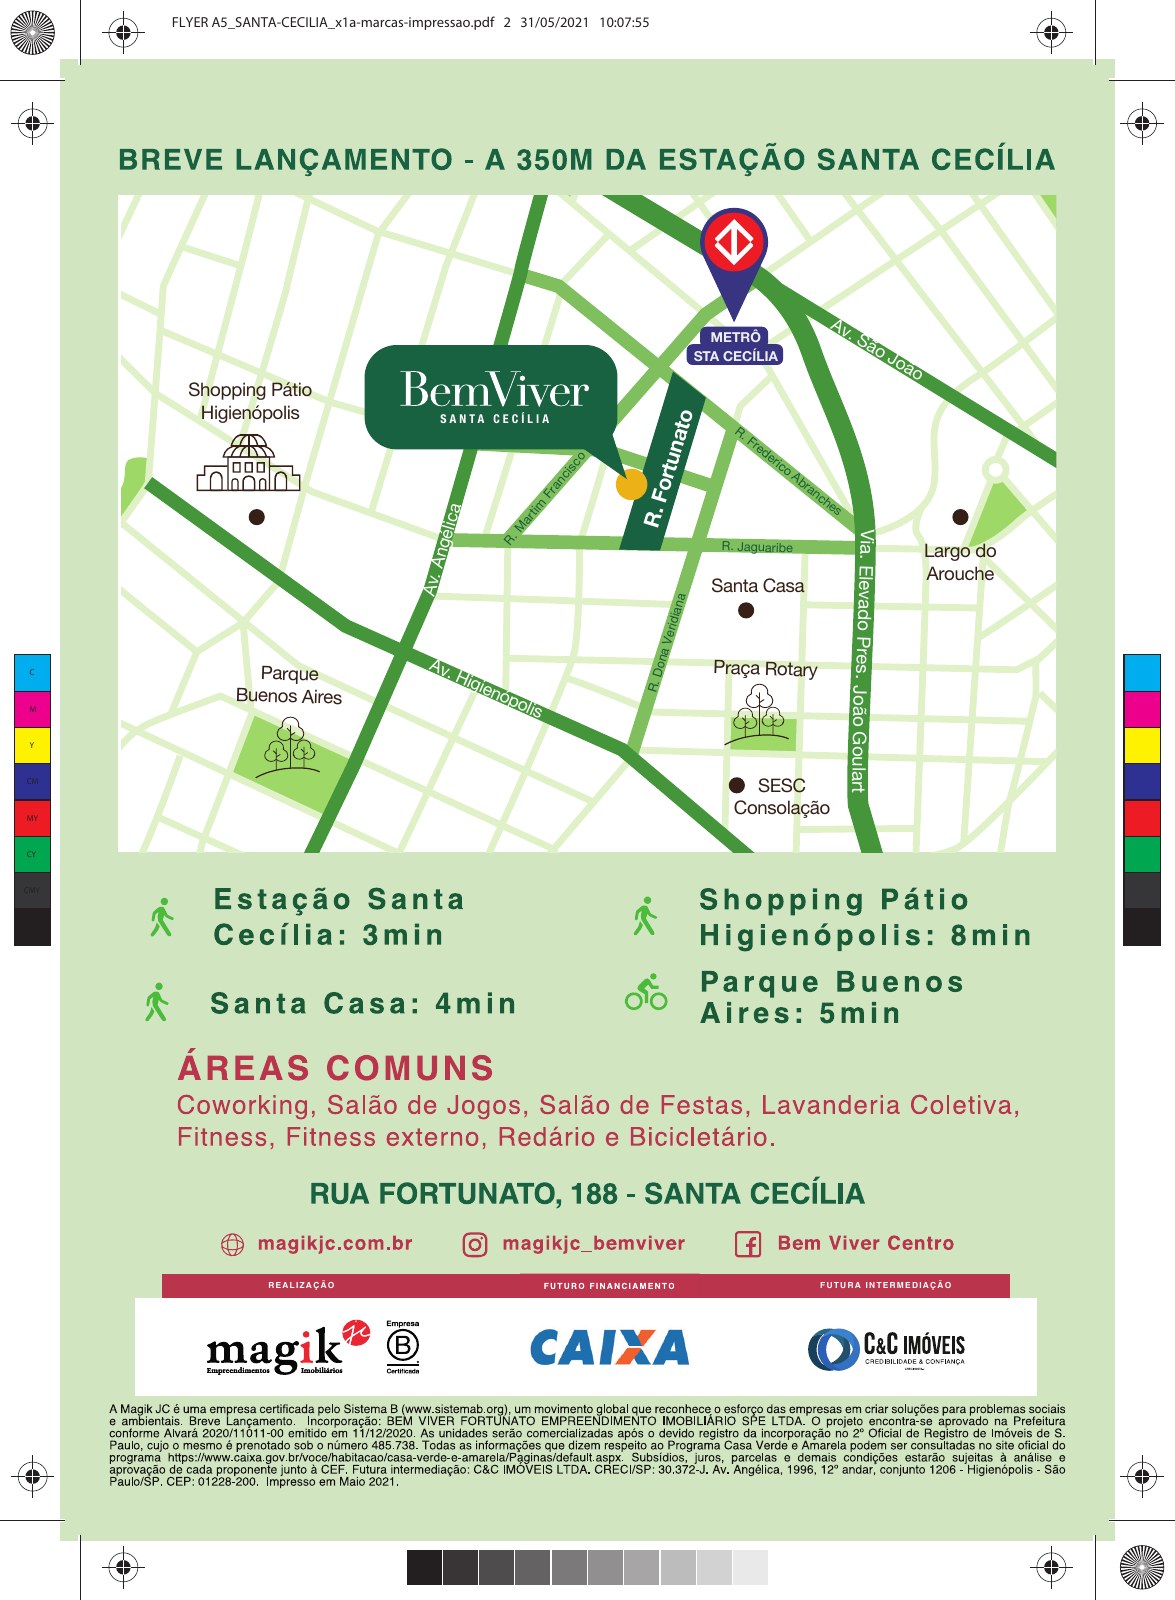 FLYER A5_SANTA-CECILIA_x1a-marcas-impressao.pdf 2 31/05/2021 10:07:55
BREVE LANÇAMENTO - A 350M DA ESTAÇÃO SANTA CECÍLIA
METRÔ
STA CECÍLIA
Av. São João
BemViver
SANTA CECÍLIA
Shopping Pátio
Higienópolis
R. Fortunato
R. Frederico Abranches
R. Martim Francisco
Av. Angélica
R. Jaguaribe
Via. Elevado Pres. João Goulart
Largo do
Arouche
Santa Casa
R. Dona Veridiana
Praça Rotary
Parque
Buenos Aires
Av. Higienópolis
SESC
Consolação
C
M
Y
CM
MY
CY
CMY
Estação Santa
Cecília: 3min
Shopping Pátio
Higienópolis: 8min
Santa Casa: 4min
Parque Buenos
Aires: 5min
ÁREAS COMUNS
Coworking, Salão de Jogos, Salão de Festas, Lavanderia Coletiva,
Fitness, Fitness externo, Redário e Bicicletário.
RUA FORTUNATO, 188 - SANTA CECÍLIA
magikjc.com.br magikjc_bemviver Bem Viver Centro
REALIZAÇÃO FUTURO FINANCIAMENTO FUTURA INTERMEDIAÇÃO
magik jc
Empreendimentos Imobiliários
Empresa
B
Certificada
CAIXA
C&C IMÓVEIS
CREDIBILIDADE & CONFIANÇA
A Magik JC é uma empresa certificada pelo Sistema B (www.sistemab.org), um movimento global que reconhece o esforço das empresas em criar soluções para problemas sociais
e ambientais. Breve Lançamento. Incorporação: BEM VIVER FORTUNATO EMPREENDIMENTO IMOBILIÁRIO SPE LTDA. O projeto encontra-se aprovado na Prefeitura
conforme Alvará 2020/11011-00 emitido em 11/12/2020. As unidades serão comercializadas após o devido registro da incorporação no 2º Oficial de Registro de Imóveis de S.
Paulo, cujo o mesmo é prenotado sob o número 485.738. Todas as informações que dizem respeito ao Programa Casa Verde e Amarela podem ser consultadas no site oficial do
programa https://www.caixa.gov.br/voce/habitacao/casa-verde-e-amarela/Páginas/default.aspx. Subsídios, juros, parcelas e demais condições estarão sujeitas à análise e
aprovação de cada proponente junto à CEF. Futura intermediação: C&C IMÓVEIS LTDA. CRECI/SP: 30.372-J. Av. Angélica, 1996, 12º andar, conjunto 1206 - Higienópolis - São
Paulo/SP. CEP: 01228-200. Impresso em Maio 2021.